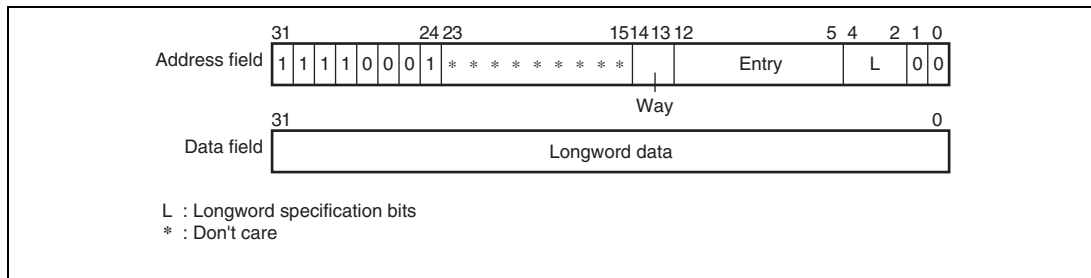 31 24 23 15 14 13 12 5 4 2 1 0
Address field 1 1 1 1 0 0 0 1 * * * * * * * * * Entry L 0 0
Way
31 0
Data field Longword data
L : Longword specification bits
* : Don't care